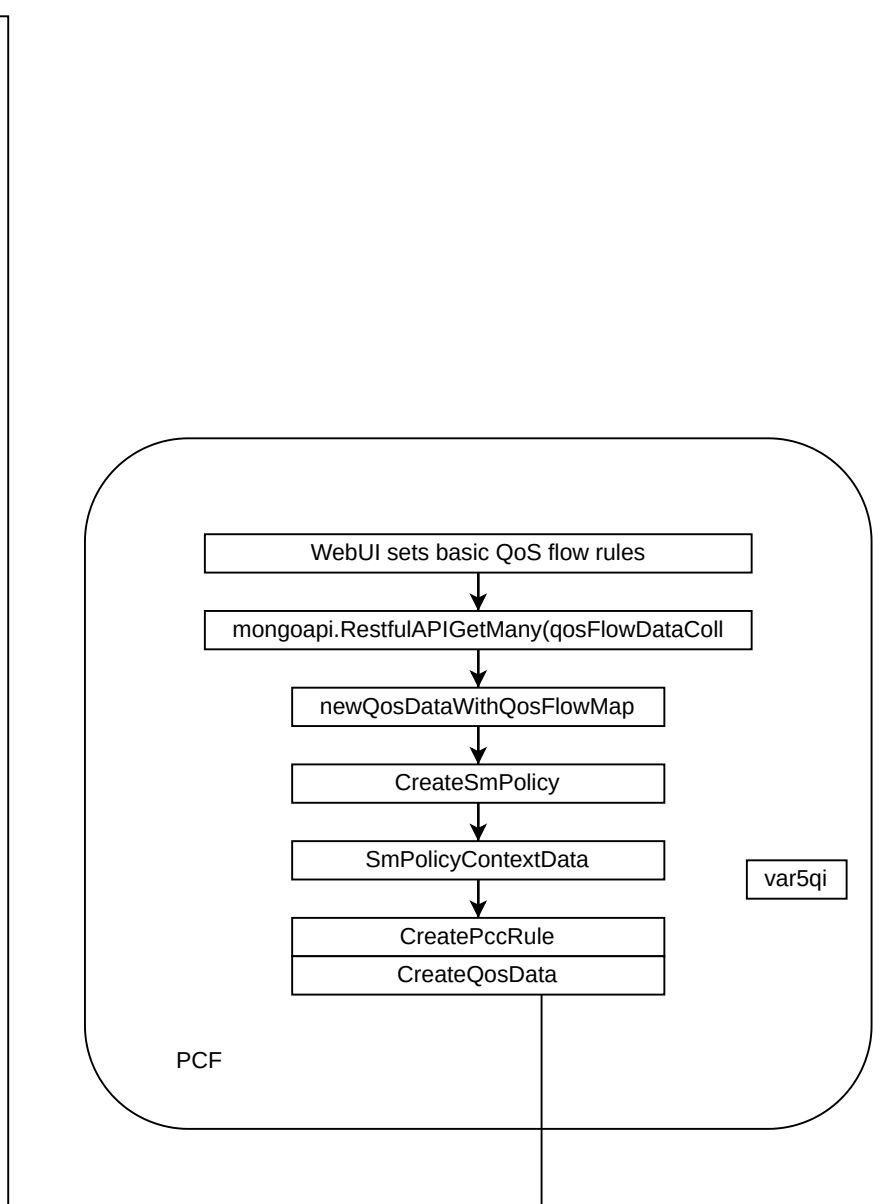 WebUI sets basic QoS flow rules
mongoapi.RestfulAPIGetMany(qosFlowDataColl
newQosDataWithQosFlowMap
CreateSmPolicy
SmPolicyContextData
var5qi
CreatePccRule
CreateQosData
PCF